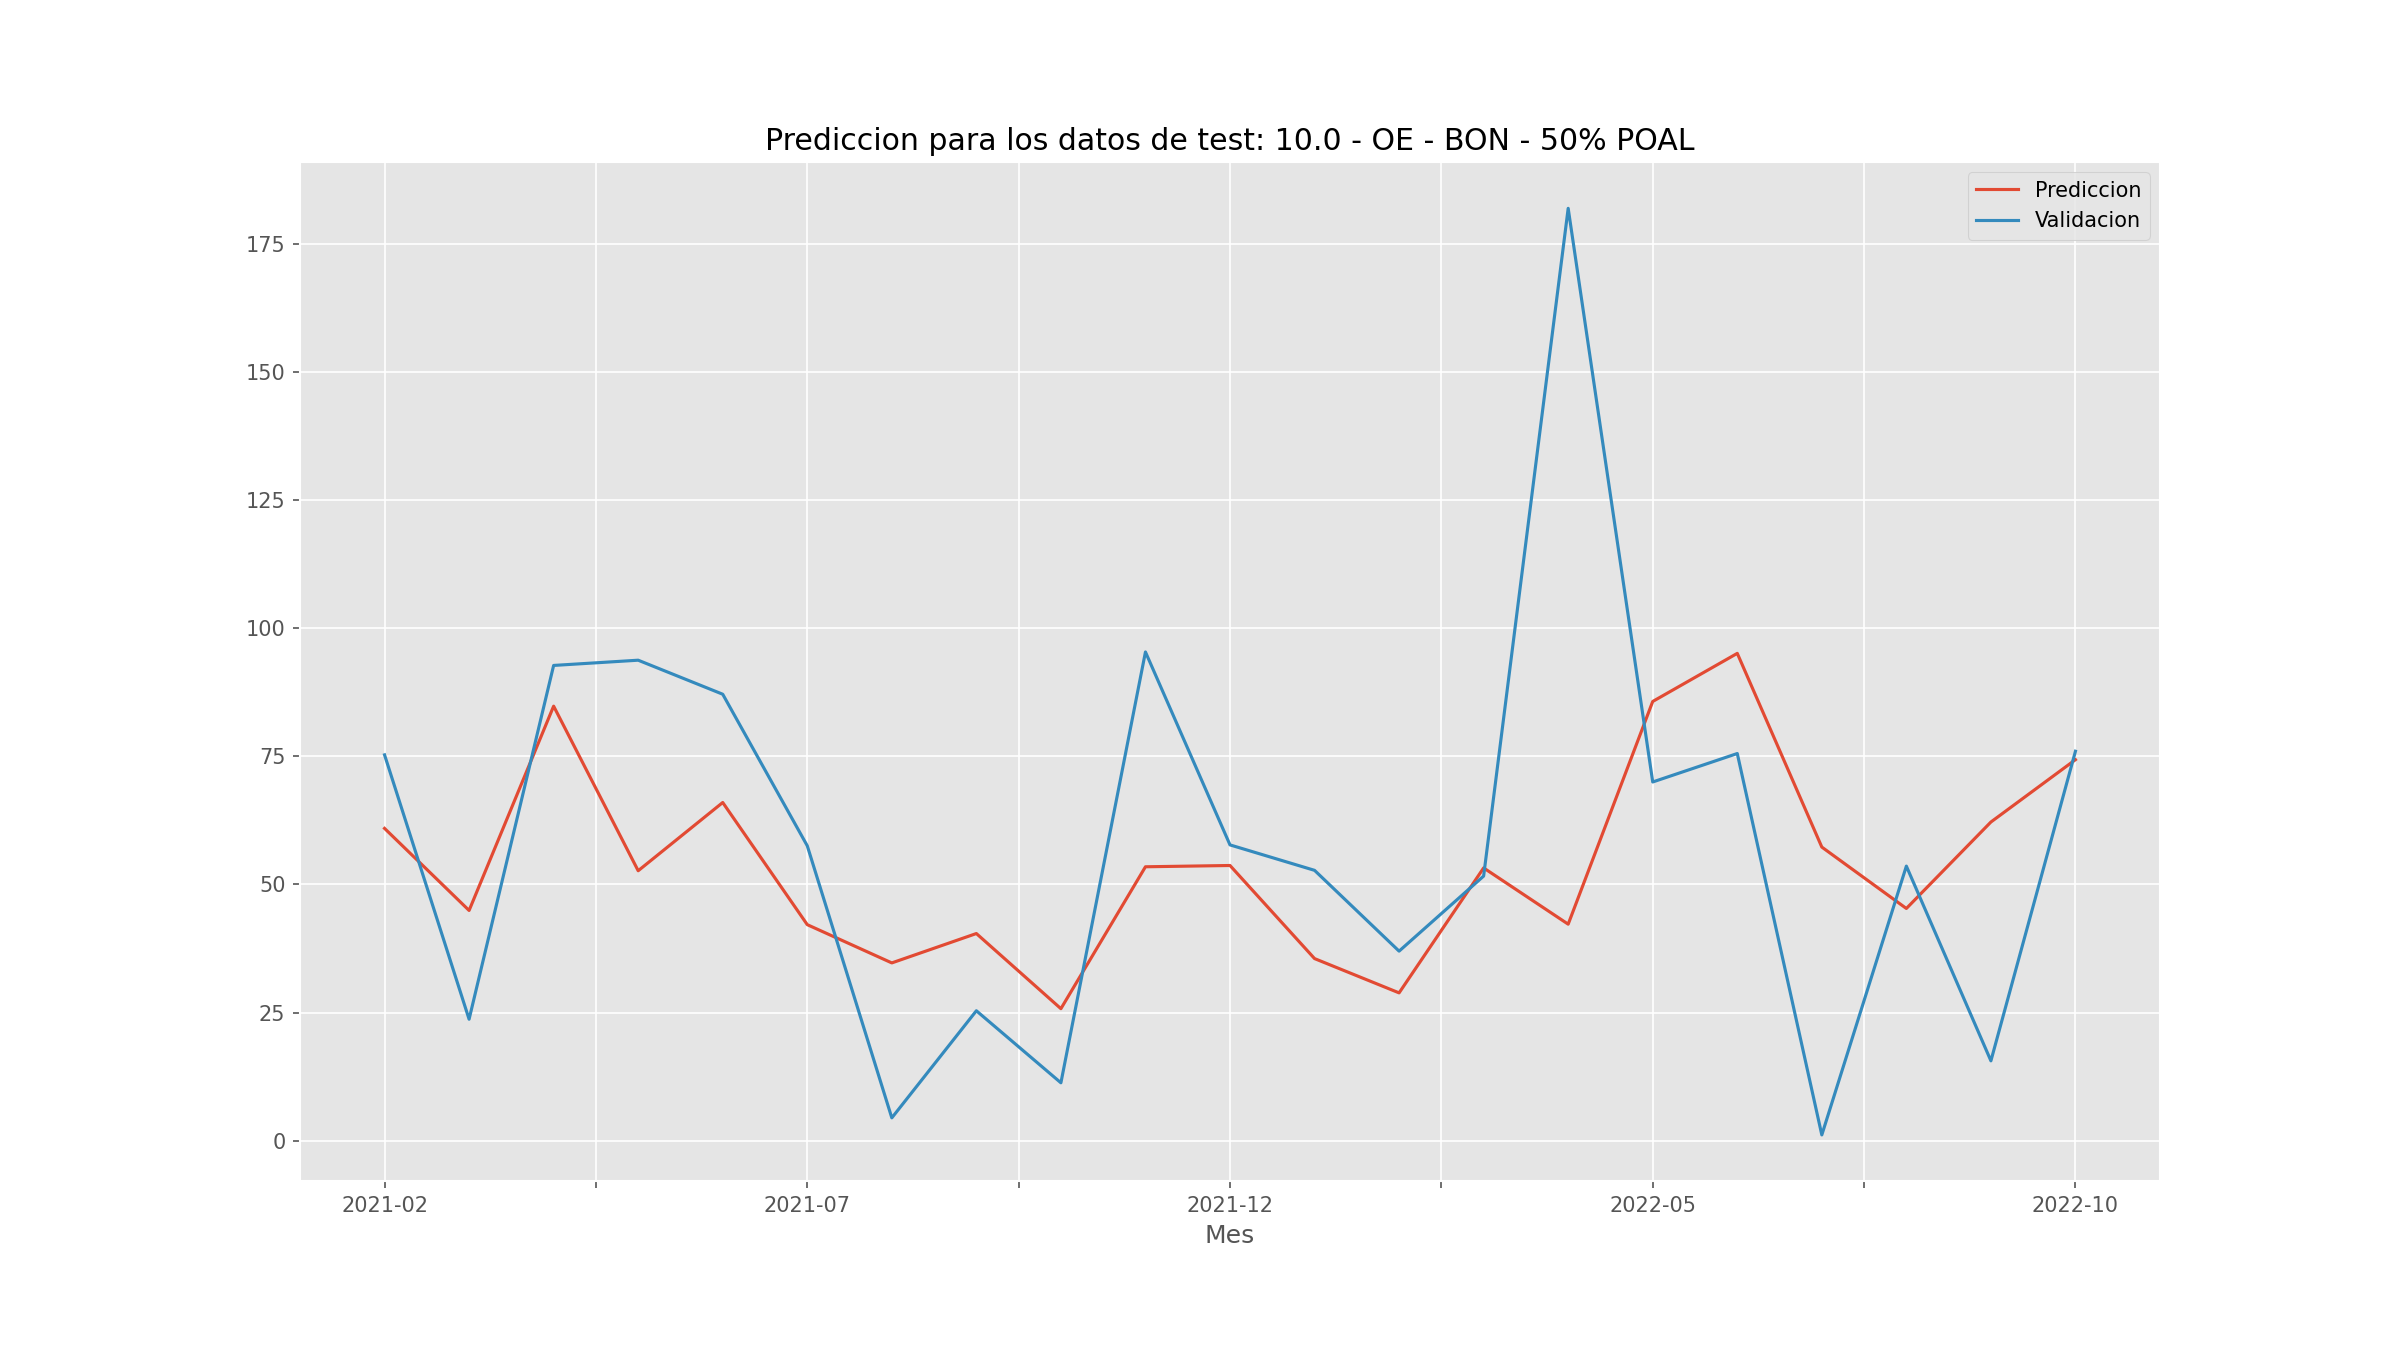 Prediccion para los datos de test: 10.0 - OE - BON - 50% POAL
Prediccion
Validacion
175
150
125
100
75
50
25
0
2021-02 2021-07 2021-12 2022-05 2022-10
Mes